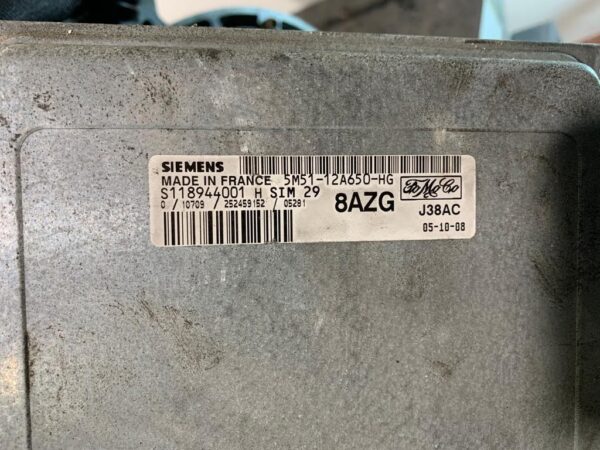 SIEMENS
MADE IN FRANCE 5M51-12A650-HG
S118944001 H SIM 29
0 / 10709 / 252459152 / 05281
8AZG
FoMoCo
J38AC
05-10-08